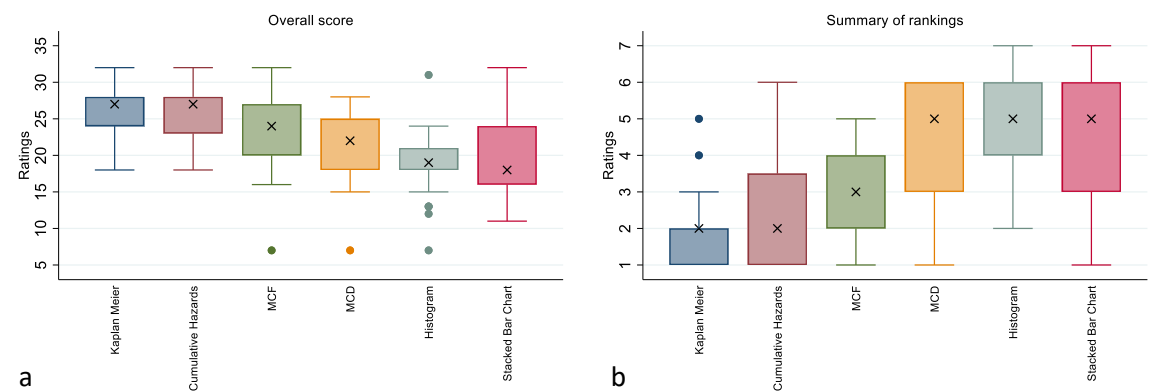 Overall score
Ratings
35
30
25
20
15
10
5
Kaplan Meier
Cumulative Hazards
MCF
MCD
Histogram
Stacked Bar Chart
a
Summary of rankings
Ratings
7
6
5
4
3
2
1
Kaplan Meier
Cumulative Hazards
MCF
MCD
Histogram
Stacked Bar Chart
b